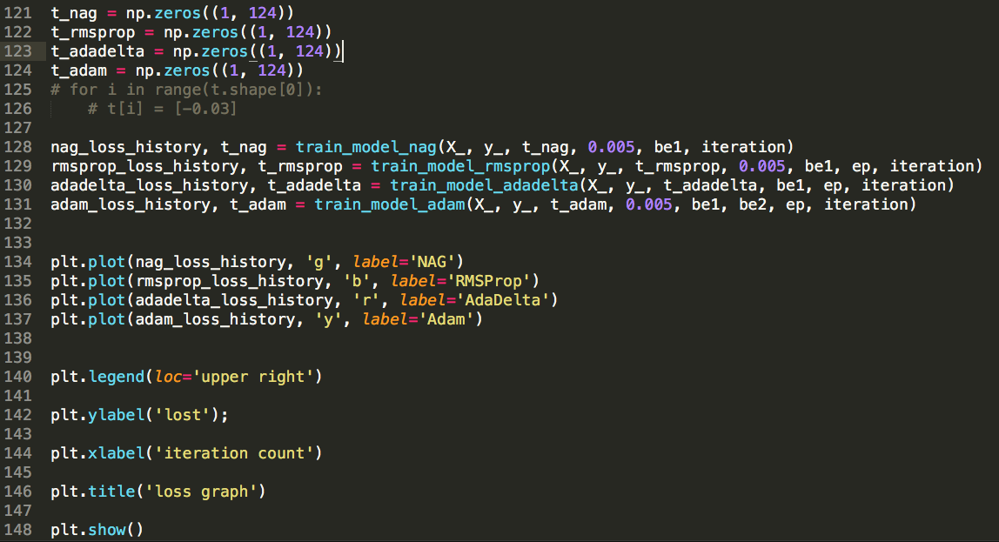 121 t_nag = np.zeros((1, 124))
122 t_rmsprop = np.zeros((1, 124))
123 t_adadelta = np.zeros((1, 124))
124 t_adam = np.zeros((1, 124))
125 # for i in range(t.shape[0]):
126     # t[i] = [-0.03]
127
128 nag_loss_history, t_nag = train_model_nag(X_, y_, t_nag, 0.005, be1, iteration)
129 rmsprop_loss_history, t_rmsprop = train_model_rmsprop(X_, y_, t_rmsprop, 0.005, be1, ep, iteration)
130 adadelta_loss_history, t_adadelta = train_model_adadelta(X_, y_, t_adadelta, be1, ep, iteration)
131 adam_loss_history, t_adam = train_model_adam(X_, y_, t_adam, 0.005, be1, be2, ep, iteration)
132
133
134 plt.plot(nag_loss_history, 'g', label='NAG')
135 plt.plot(rmsprop_loss_history, 'b', label='RMSProp')
136 plt.plot(adadelta_loss_history, 'r', label='AdaDelta')
137 plt.plot(adam_loss_history, 'y', label='Adam')
138
139
140 plt.legend(loc='upper right')
141
142 plt.ylabel('lost');
143
144 plt.xlabel('iteration count')
145
146 plt.title('loss graph')
147
148 plt.show()